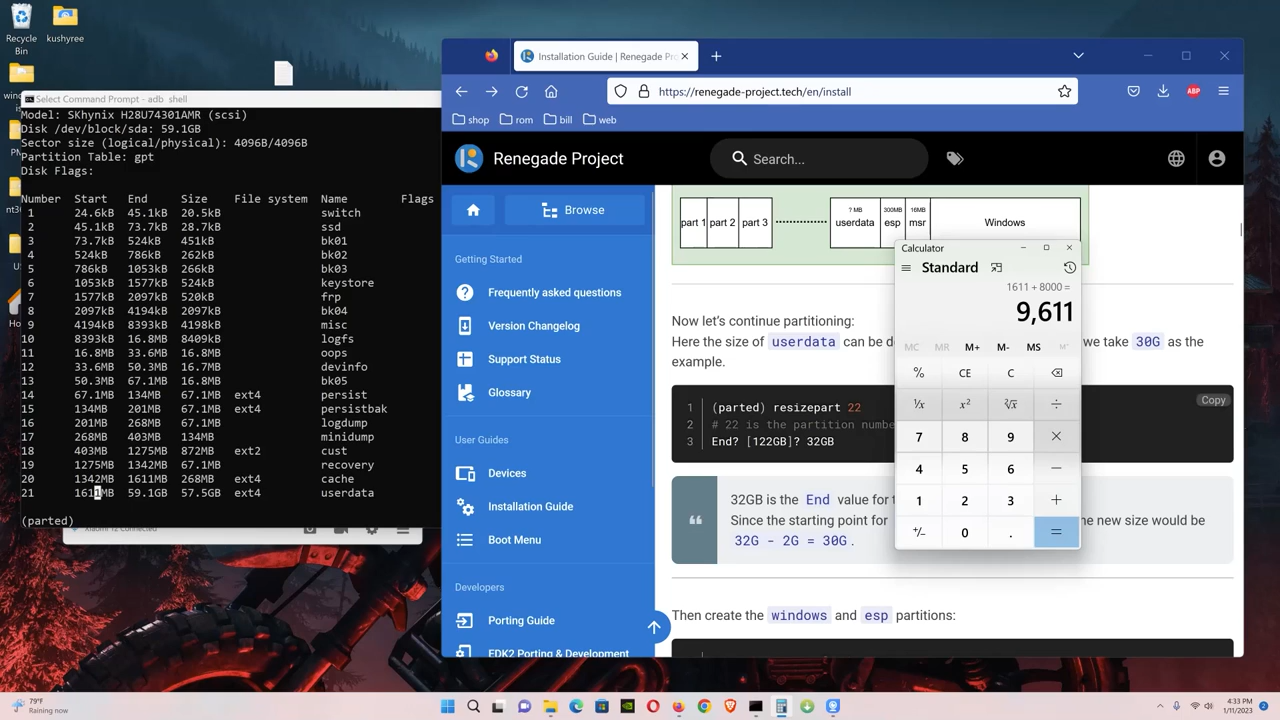 Recycle
Bin
kushyree
Select Command Prompt - adb shell
Model: SKhynix H28U74301AMR (scsi)
Disk /dev/block/sda: 59.1GB
Sector size (logical/physical): 4096B/4096B
Partition Table: gpt
Disk Flags:
Number Start End Size File system Name Flags
1 24.6kB 45.1kB 20.5kB switch
2 45.1kB 73.7kB 28.7kB ssd
3 73.7kB 524kB 451kB bk01
4 524kB 786kB 262kB bk02
5 786kB 1053kB 266kB bk03
6 1053kB 1577kB 524kB keystore
7 1577kB 2097kB 520kB frp
8 2097kB 4194kB 2097kB bk04
9 4194kB 8393kB 4198kB misc
10 8393kB 16.8MB 8409kB logfs
11 16.8MB 33.6MB 16.8MB oops
12 33.6MB 50.3MB 16.7MB devinfo
13 50.3MB 67.1MB 16.8MB bk05
14 67.1MB 134MB 67.1MB ext4 persist
15 134MB 201MB 67.1MB ext4 persistbak
16 201MB 268MB 67.1MB logdump
17 268MB 403MB 134MB minidump
18 403MB 1275MB 872MB ext2 cust
19 1275MB 1342MB 67.1MB recovery
20 1342MB 1611MB 268MB ext4 cache
21 1611MB 59.1GB 57.5GB ext4 userdata
(parted)
Installation Guide | Renegade Pro
https://renegade-project.tech/en/install
ABP
shop rom bill web
Renegade Project
Search...
Browse
Getting Started
Frequently asked questions
Version Changelog
Support Status
Glossary
User Guides
Devices
Installation Guide
Boot Menu
Developers
Porting Guide
EDK2 Porting & Development
part 1 part 2 part 3 ? MB userdata 300MB esp 16MB msr Windows
Now let's continue partitioning:
Here the size of userdata can be we take 30G as the
example.
Copy
1 (parted) resizepart 22
2 # 22 is the partition
3 End? [122GB]? 32GB
32GB is the End value for
Since the starting point for he new size would be
32G - 2G = 30G.
Then create the windows and esp partitions:
Calculator
Standard
1611 + 8000 =
9,611
MC MR M+ M- MS
% CE C
¹/x x² ²√x ÷
7 8 9 ×
4 5 6 −
1 2 3 +
+/− 0 . =
79°F
Raining now
4:33 PM
1/11/2023
2